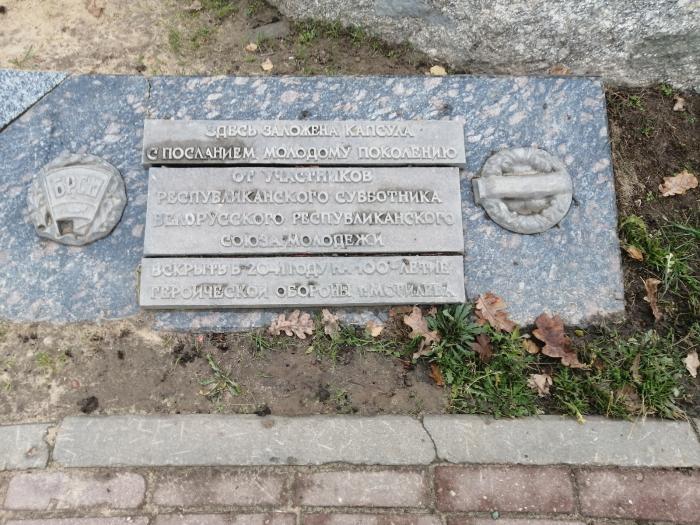 БРСМ
ЗДЕСЬ ЗАЛОЖЕНА КАПСУЛА
С ПОСЛАНИЕМ МОЛОДОМУ ПОКОЛЕНИЮ
ОТ УЧАСТНИКОВ
РЕСПУБЛИКАНСКОГО СУББОТНИКА
БЕЛОРУССКОГО РЕСПУБЛИКАНСКОГО
СОЮЗА МОЛОДЕЖИ
ВСКРЫТЬ В 2041 ГОДУ НА 100-ЛЕТИЕ
ГЕРОИЧЕСКОЙ ОБОРОНЫ г. МОГИЛЕВА